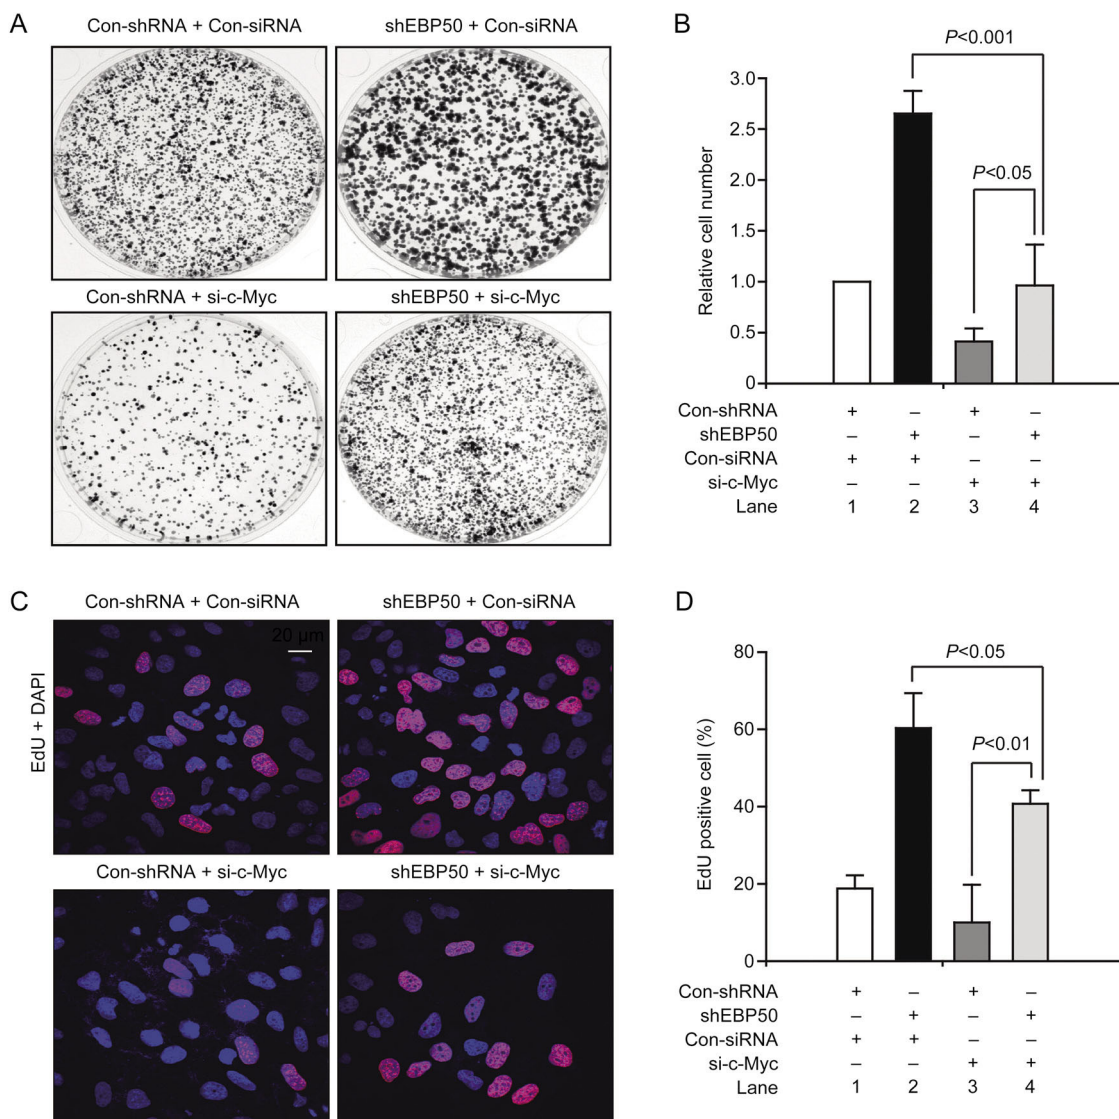 A
Con-shRNA + Con-siRNA
shEBP50 + Con-siRNA
Con-shRNA + si-c-Myc
shEBP50 + si-c-Myc
B
P<0.001
P<0.05
Relative cell number
3.0
2.5
2.0
1.5
1.0
0.5
0
Con-shRNA + – + –
shEBP50 – + – +
Con-siRNA + + – –
si-c-Myc – – + +
Lane 1 2 3 4
C
Con-shRNA + Con-siRNA
shEBP50 + Con-siRNA
20 μm
EdU + DAPI
Con-shRNA + si-c-Myc
shEBP50 + si-c-Myc
D
P<0.05
P<0.01
EdU positive cell (%)
80
60
40
20
0
Con-shRNA + – + –
shEBP50 – + – +
Con-siRNA + + – –
si-c-Myc – – + +
Lane 1 2 3 4